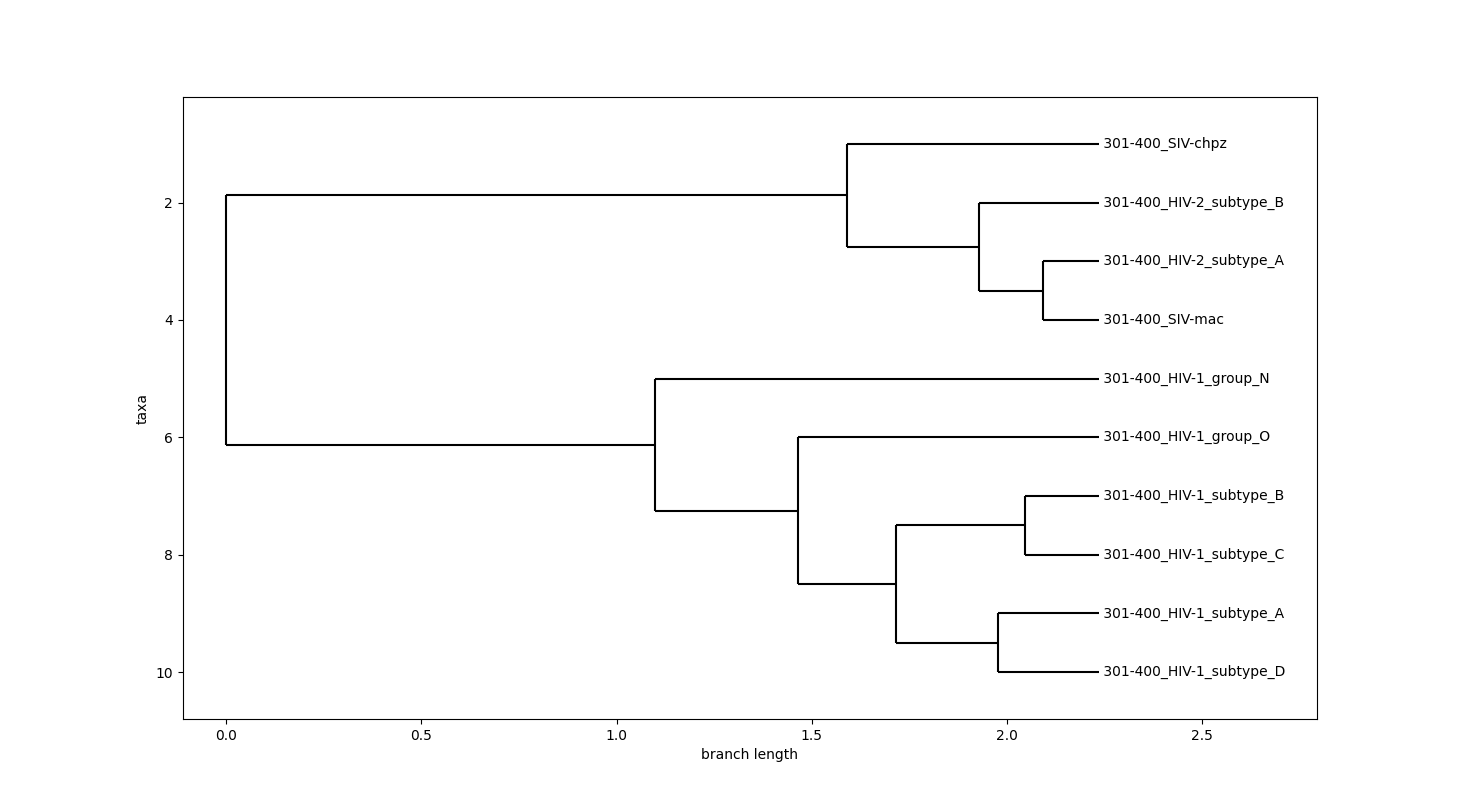 301-400_SIV-chpz
301-400_HIV-2_subtype_B
2
301-400_HIV-2_subtype_A
301-400_SIV-mac
4
301-400_HIV-1_group_N
taxa
301-400_HIV-1_group_O
6
301-400_HIV-1_subtype_B
301-400_HIV-1_subtype_C
8
301-400_HIV-1_subtype_A
301-400_HIV-1_subtype_D
10
0.0 0.5 1.0 1.5 2.0 2.5
branch length